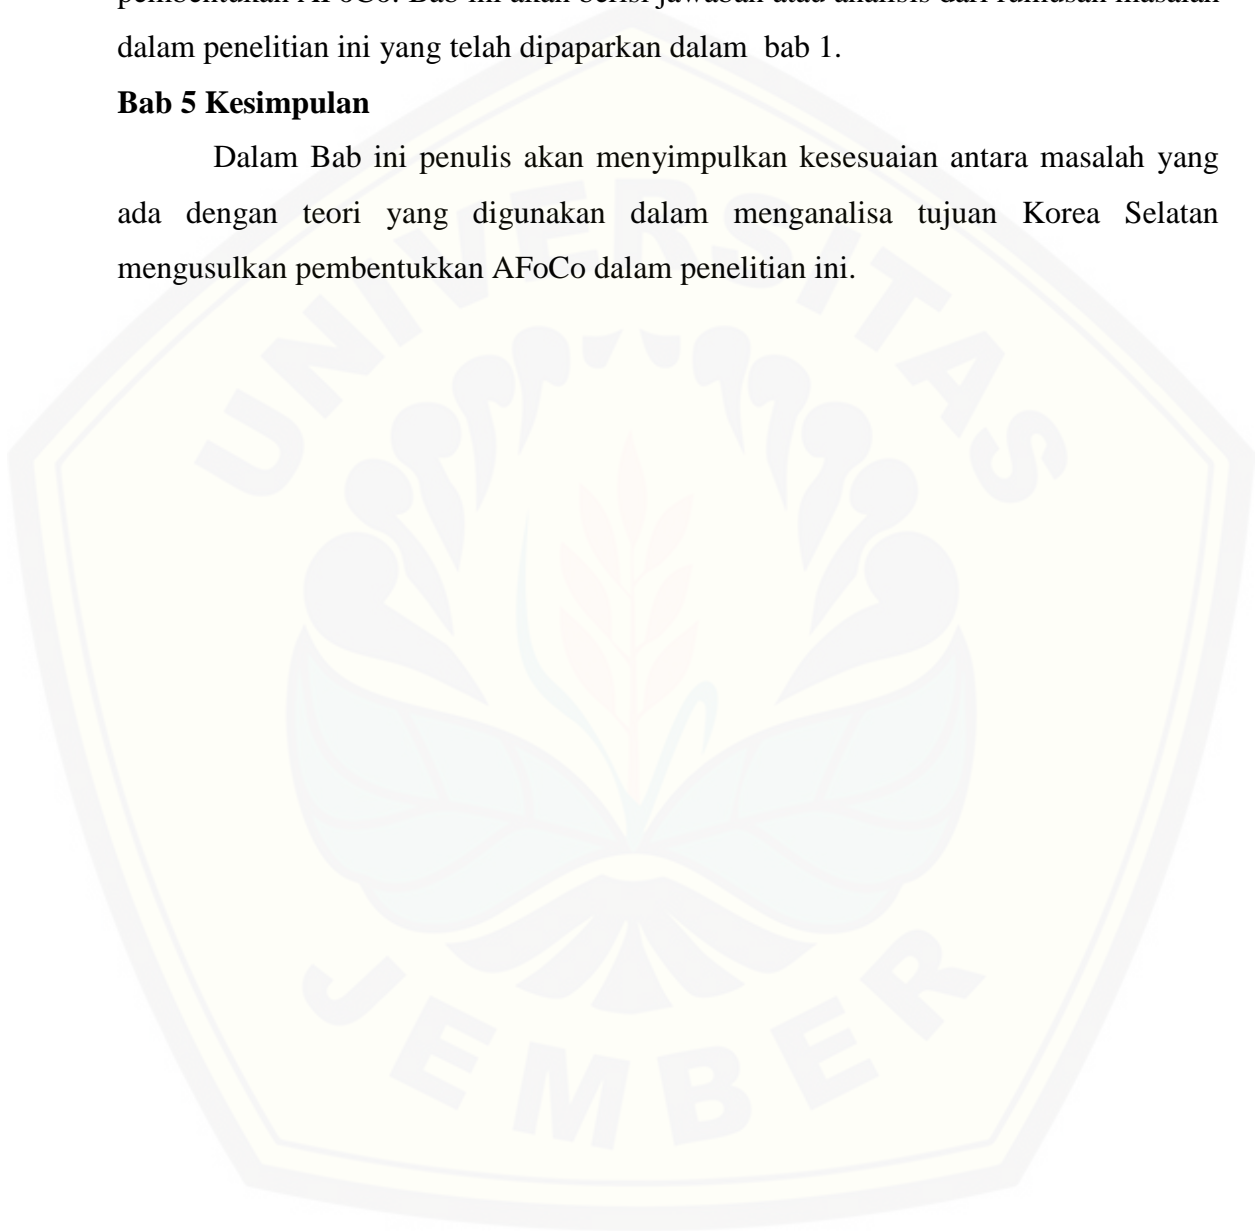 pembentukan AFoCo. Bab ini akan berisi jawaban atau analisis dari rumusan masalah
dalam penelitian ini yang telah dipaparkan dalam bab 1.
Bab 5 Kesimpulan
Dalam Bab ini penulis akan menyimpulkan kesesuaian antara masalah yang
ada dengan teori yang digunakan dalam menganalisa tujuan Korea Selatan
mengusulkan pembentukkan AFoCo dalam penelitian ini.
UNIVERSITAS
JEMBER